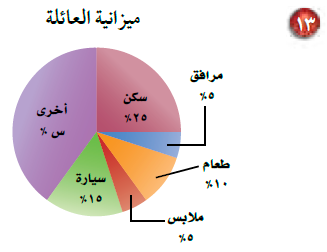 ١٣
ميزانية العائلة
سكن
٢٥٪
مرافق
٥٪
طعام
١٠٪
ملابس
٥٪
سيارة
١٥٪
أخرى
س ٪